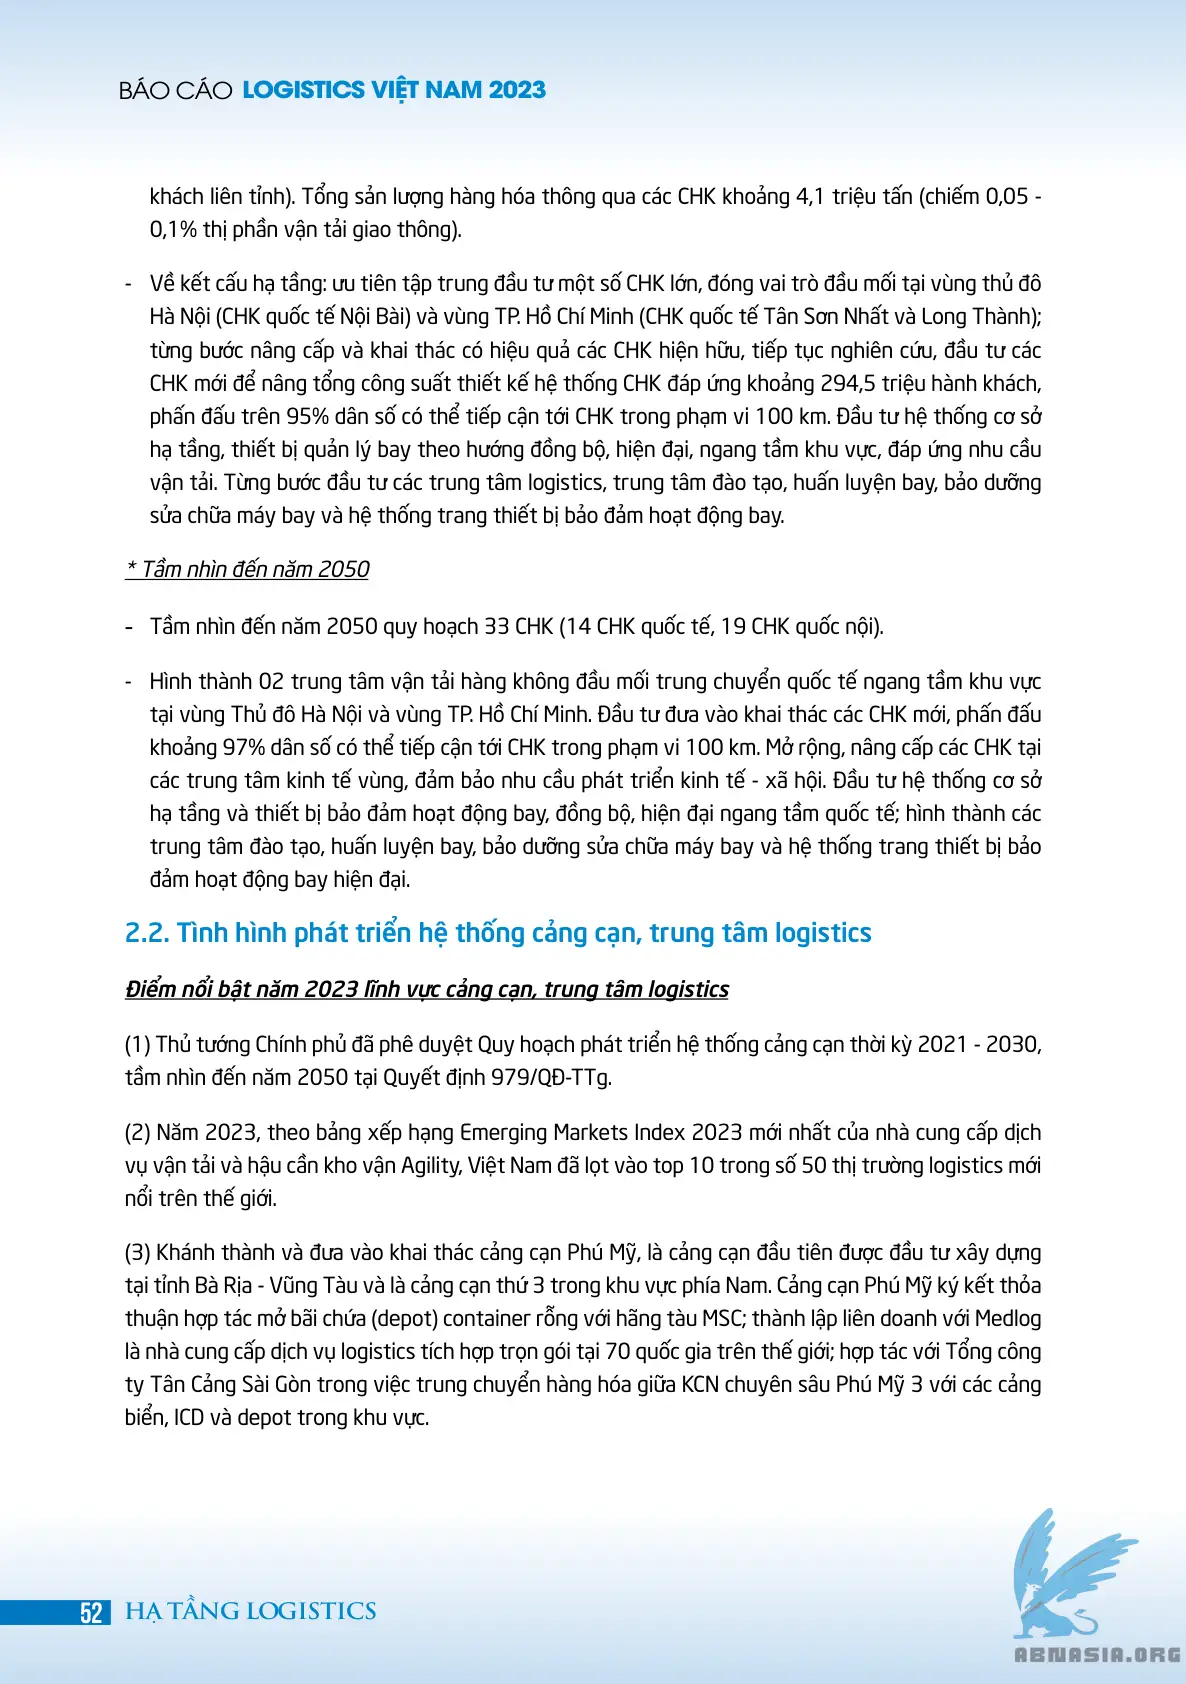 BÁO CÁO LOGISTICS VIỆT NAM 2023
khách liên tỉnh). Tổng sản lượng hàng hóa thông qua các CHK khoảng 4,1 triệu tấn (chiếm 0,05 -
0,1% thị phần vận tải giao thông).
- Về kết cấu hạ tầng: ưu tiên tập trung đầu tư một số CHK lớn, đóng vai trò đầu mối tại vùng thủ đô
Hà Nội (CHK quốc tế Nội Bài) và vùng TP. Hồ Chí Minh (CHK quốc tế Tân Sơn Nhất và Long Thành);
từng bước nâng cấp và khai thác có hiệu quả các CHK hiện hữu, tiếp tục nghiên cứu, đầu tư các
CHK mới để nâng tổng công suất thiết kế hệ thống CHK đáp ứng khoảng 294,5 triệu hành khách,
phấn đấu trên 95% dân số có thể tiếp cận tới CHK trong phạm vi 100 km. Đầu tư hệ thống cơ sở
hạ tầng, thiết bị quản lý bay theo hướng đồng bộ, hiện đại, ngang tầm khu vực, đáp ứng nhu cầu
vận tải. Từng bước đầu tư các trung tâm logistics, trung tâm đào tạo, huấn luyện bay, bảo dưỡng
sửa chữa máy bay và hệ thống trang thiết bị bảo đảm hoạt động bay.
* Tầm nhìn đến năm 2050
- Tầm nhìn đến năm 2050 quy hoạch 33 CHK (14 CHK quốc tế, 19 CHK quốc nội).
- Hình thành 02 trung tâm vận tải hàng không đầu mối trung chuyển quốc tế ngang tầm khu vực
tại vùng Thủ đô Hà Nội và vùng TP. Hồ Chí Minh. Đầu tư đưa vào khai thác các CHK mới, phấn đấu
khoảng 97% dân số có thể tiếp cận tới CHK trong phạm vi 100 km. Mở rộng, nâng cấp các CHK tại
các trung tâm kinh tế vùng, đảm bảo nhu cầu phát triển kinh tế - xã hội. Đầu tư hệ thống cơ sở
hạ tầng và thiết bị bảo đảm hoạt động bay, đồng bộ, hiện đại ngang tầm quốc tế; hình thành các
trung tâm đào tạo, huấn luyện bay, bảo dưỡng sửa chữa máy bay và hệ thống trang thiết bị bảo
đảm hoạt động bay hiện đại.
2.2. Tình hình phát triển hệ thống cảng cạn, trung tâm logistics
Điểm nổi bật năm 2023 lĩnh vực cảng cạn, trung tâm logistics
(1) Thủ tướng Chính phủ đã phê duyệt Quy hoạch phát triển hệ thống cảng cạn thời kỳ 2021 - 2030,
tầm nhìn đến năm 2050 tại Quyết định 979/QĐ-TTg.
(2) Năm 2023, theo bảng xếp hạng Emerging Markets Index 2023 mới nhất của nhà cung cấp dịch
vụ vận tải và hậu cần kho vận Agility, Việt Nam đã lọt vào top 10 trong số 50 thị trường logistics mới
nổi trên thế giới.
(3) Khánh thành và đưa vào khai thác cảng cạn Phú Mỹ, là cảng cạn đầu tiên được đầu tư xây dựng
tại tỉnh Bà Rịa - Vũng Tàu và là cảng cạn thứ 3 trong khu vực phía Nam. Cảng cạn Phú Mỹ ký kết thỏa
thuận hợp tác mở bãi chứa (depot) container rỗng với hãng tàu MSC; thành lập liên doanh với Medlog
là nhà cung cấp dịch vụ logistics tích hợp trọn gói tại 70 quốc gia trên thế giới; hợp tác với Tổng công
ty Tân Cảng Sài Gòn trong việc trung chuyển hàng hóa giữa KCN chuyên sâu Phú Mỹ 3 với các cảng
biển, ICD và depot trong khu vực.
52 HẠ TẦNG LOGISTICS
ABNASIA.ORG